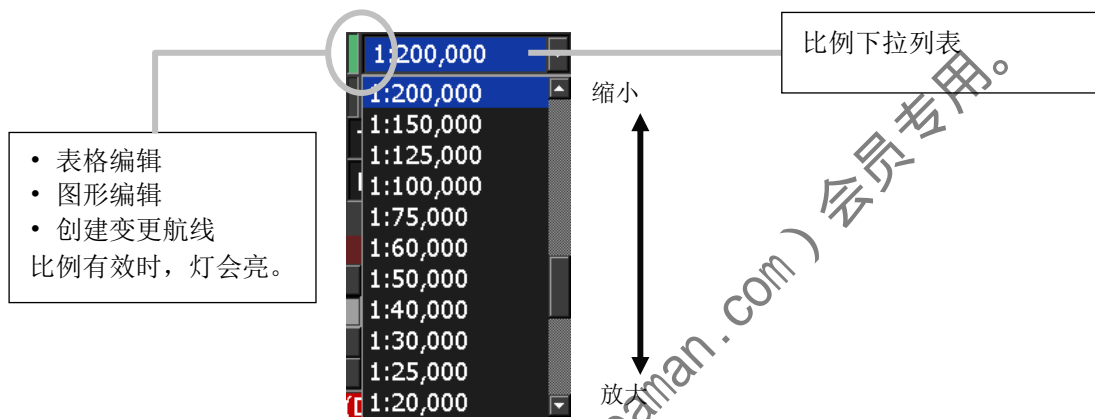 比例下拉列表
1:200,000
1:200,000
缩小
1:150,000
1:125,000
1:100,000
1:75,000
1:60,000
1:50,000
1:40,000
1:30,000
1:25,000
1:20,000
放大
• 表格编辑
• 图形编辑
• 创建变更航线
比例有效时，灯会亮。
eaman.com）会员专用。